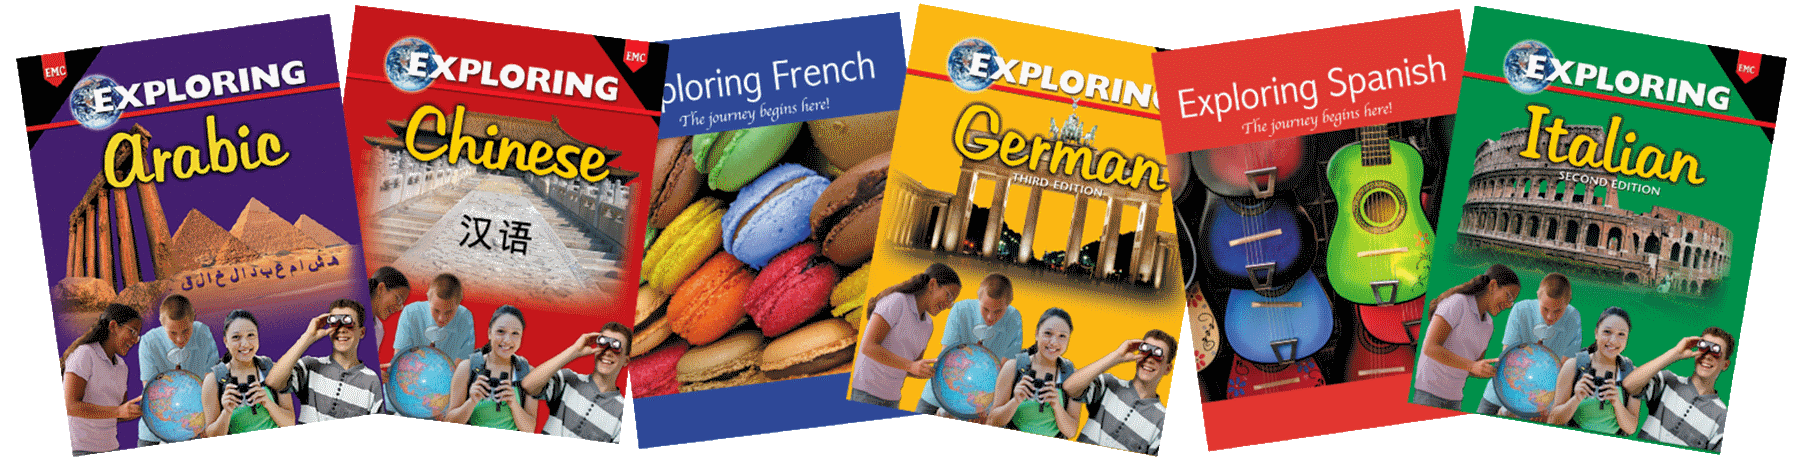 EMC
EXPLORING
Arabic
ه ش ا م ع ب د ا ل خ ا ل ق
EMC
EXPLORING
Chinese
汉语
ploring French
The journey begins here!
EXPLORING
German
THIRD EDITION
Exploring Spanish
The journey begins here!
EMC
EXPLORING
Italian
SECOND EDITION